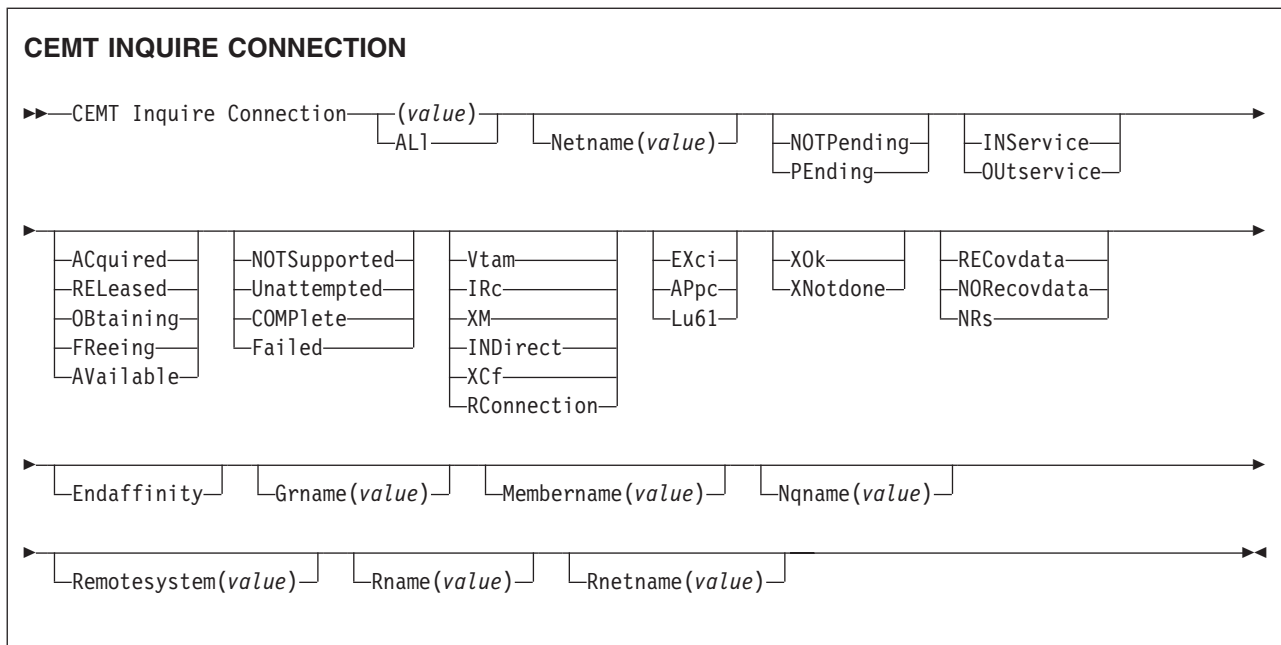 CEMT INQUIRE CONNECTION
CEMT Inquire Connection (value)
ALl
Netname(value)
NOTPending
PEnding
INService
OUtservice
ACquired
RELeased
OBtaining
FReeing
AVailable
NOTSupported
Unattempted
COMPlete
Failed
Vtam
IRc
XM
INDirect
XCf
RConnection
EXci
APpc
Lu61
XOk
XNotdone
RECovdata
NORecovdata
NRs
Endaffinity
Grname(value)
Membername(value)
Nqname(value)
Remotesystem(value)
Rname(value)
Rnetname(value)